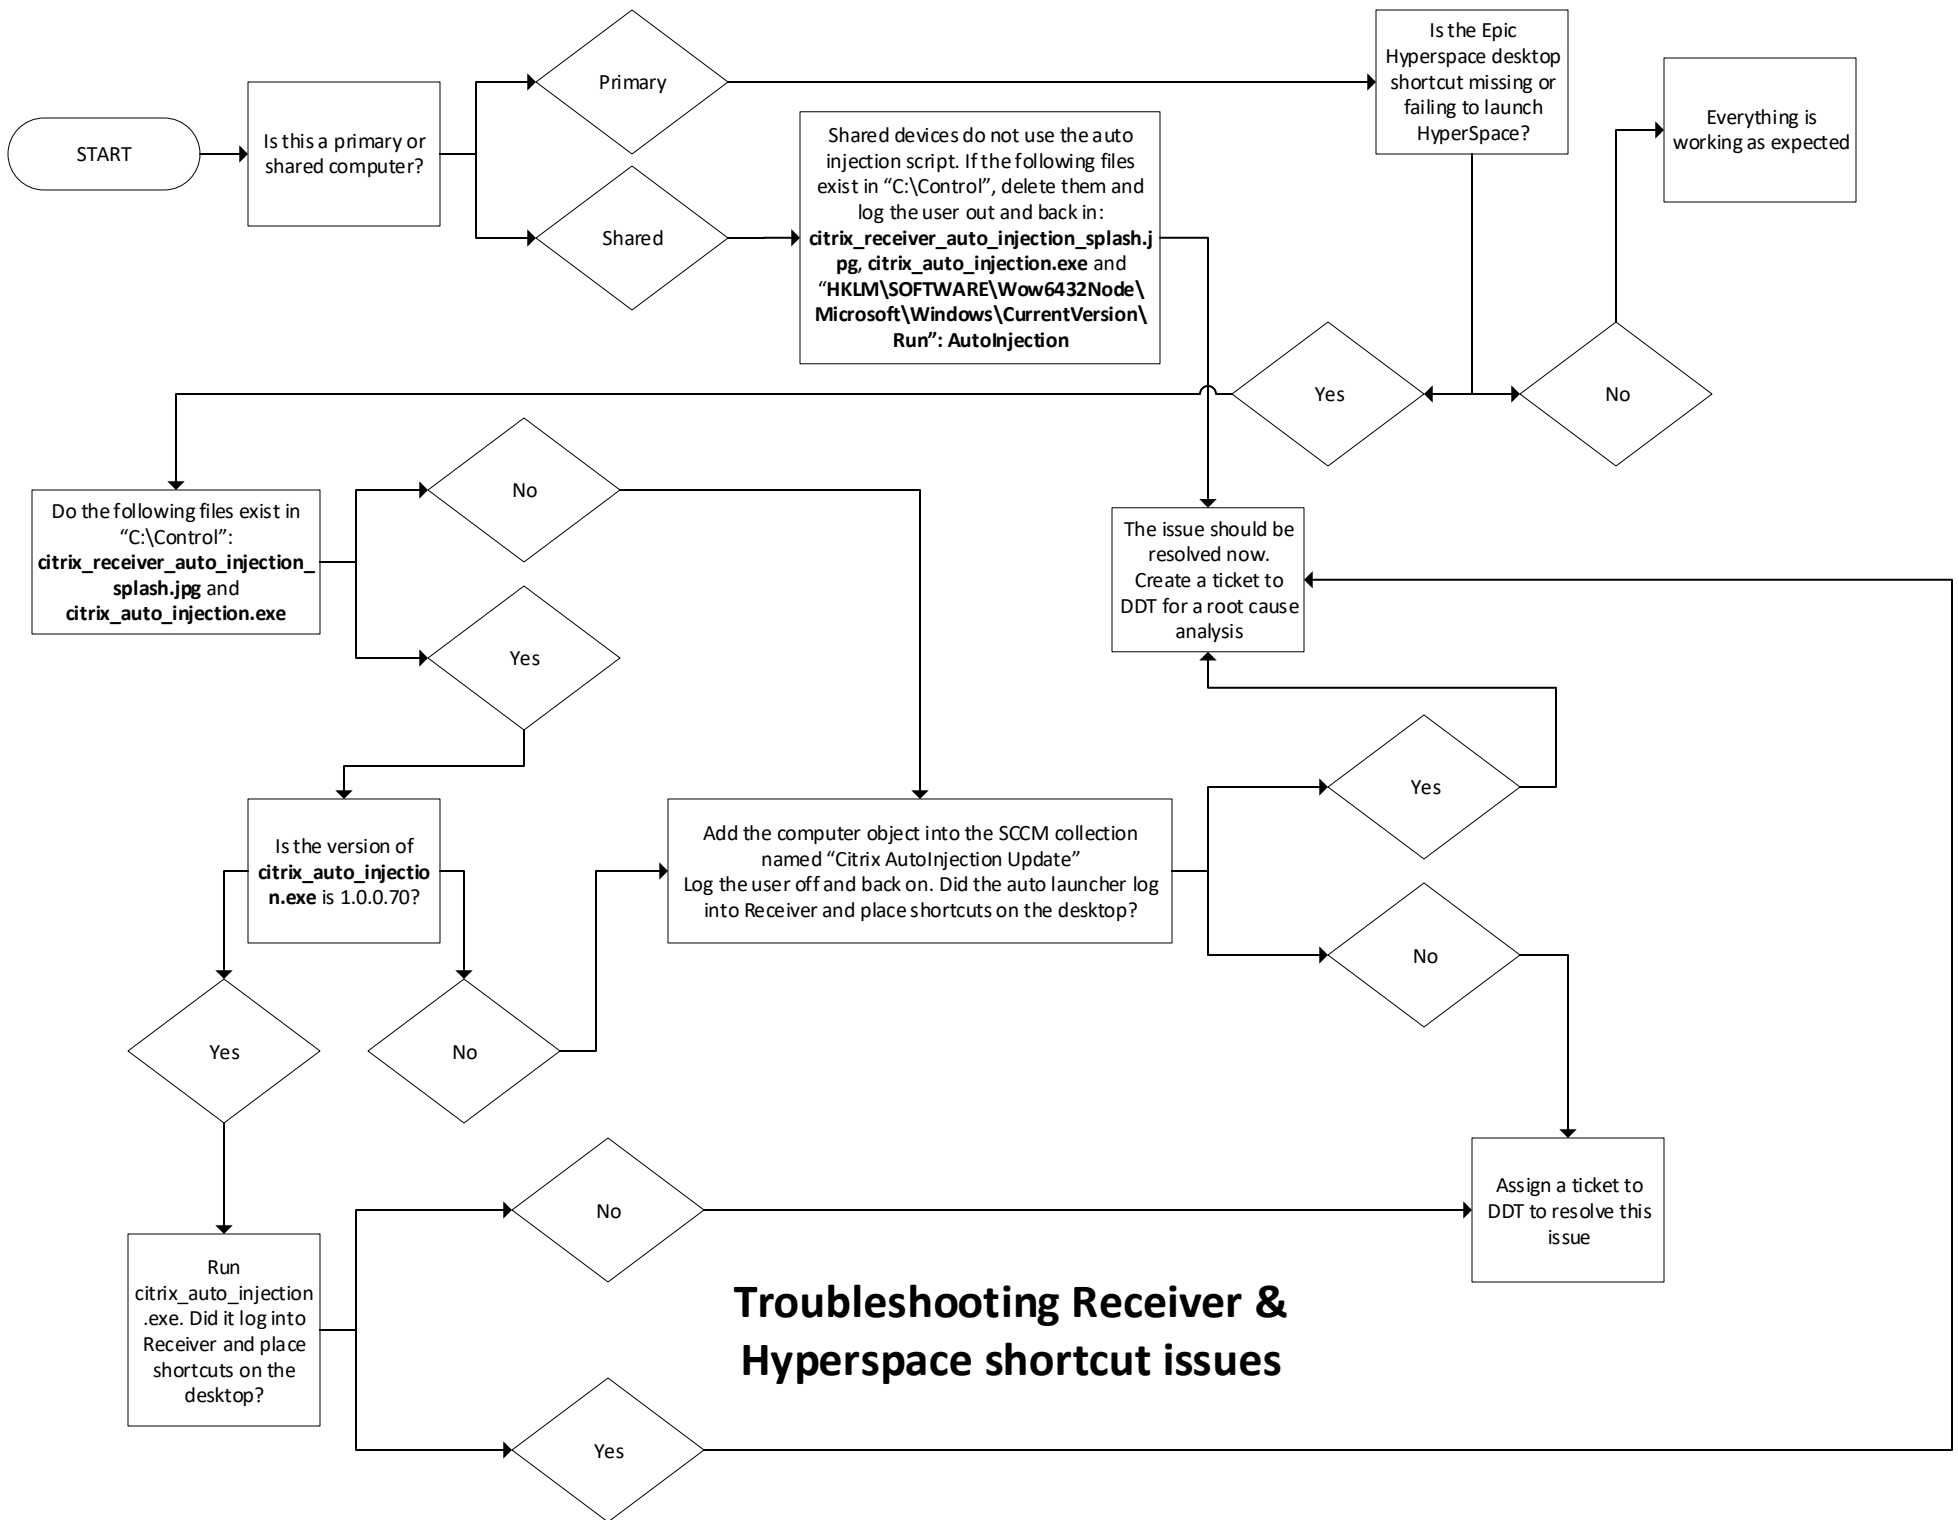 START
Is this a primary or
shared computer?
Primary
Shared
Shared devices do not use the auto
injection script. If the following files
exist in “C:\Control”, delete them and
log the user out and back in:
citrix_receiver_auto_injection_splash.j
pg, citrix_auto_injection.exe and
“HKLM\SOFTWARE\Wow6432Node\
Microsoft\Windows\CurrentVersion\
Run”: AutoInjection
Is the Epic
Hyperspace desktop
shortcut missing or
failing to launch
HyperSpace?
Everything is
working as expected
Yes
No
Do the following files exist in
“C:\Control”:
citrix_receiver_auto_injection_
splash.jpg and
citrix_auto_injection.exe
No
Yes
The issue should be
resolved now.
Create a ticket to
DDT for a root cause
analysis
Is the version of
citrix_auto_injectio
n.exe is 1.0.0.70?
Add the computer object into the SCCM collection
named “Citrix AutoInjection Update”
Log the user off and back on. Did the auto launcher log
into Receiver and place shortcuts on the desktop?
Yes
No
Yes
No
Run
citrix_auto_injection
.exe. Did it log into
Receiver and place
shortcuts on the
desktop?
No
Yes
Assign a ticket to
DDT to resolve this
issue
Troubleshooting Receiver &
Hyperspace shortcut issues